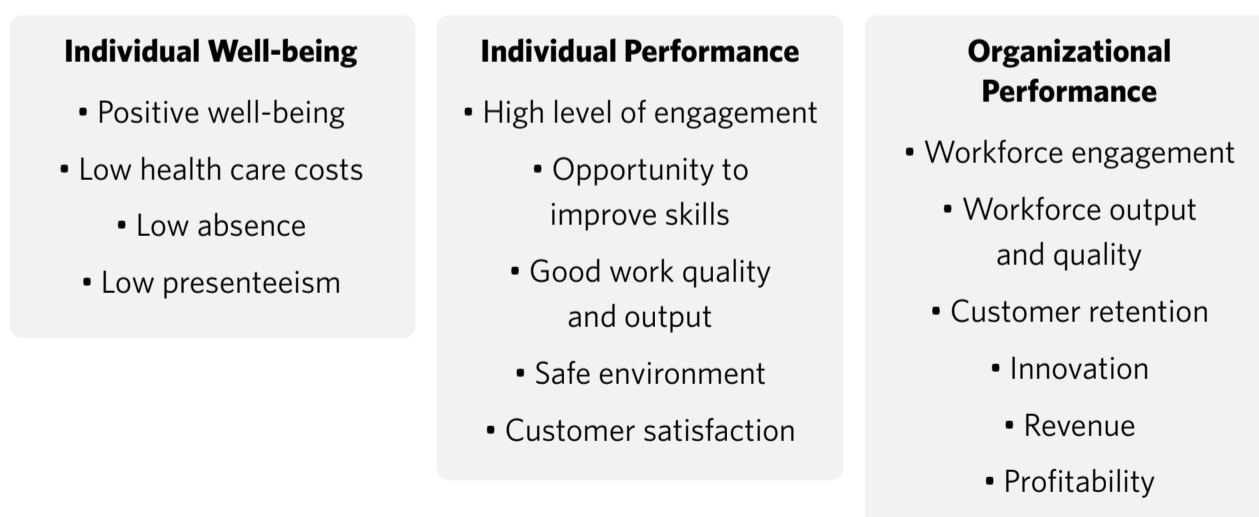 Individual Well-being
▪ Positive well-being
▪ Low health care costs
▪ Low absence
▪ Low presenteeism
Individual Performance
▪ High level of engagement
▪ Opportunity to
improve skills
▪ Good work quality
and output
▪ Safe environment
▪ Customer satisfaction
Organizational
Performance
▪ Workforce engagement
▪ Workforce output
and quality
▪ Customer retention
▪ Innovation
▪ Revenue
▪ Profitability